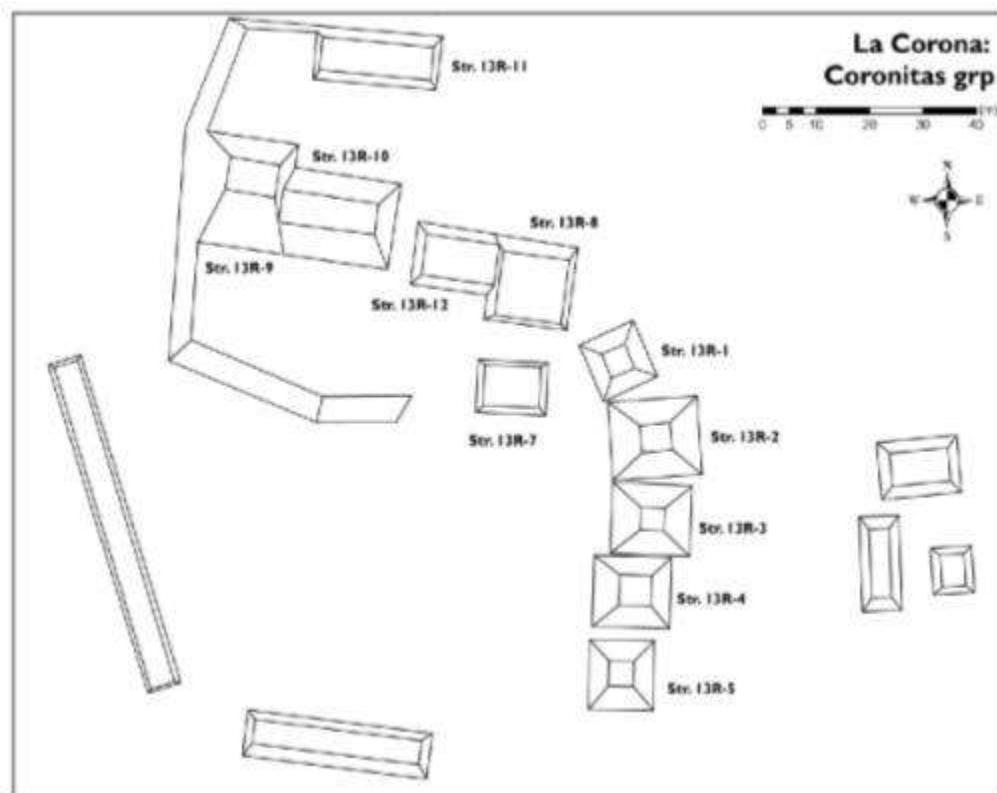 La Corona:
Coronitas grp
(m)
0 5 10 20 30 40
N
W E
S
Str. 13R-11
Str. 13R-10
Str. 13R-8
Str. 13R-9
Str. 13R-12
Str. 13R-1
Str. 13R-7
Str. 13R-2
Str. 13R-3
Str. 13R-4
Str. 13R-5